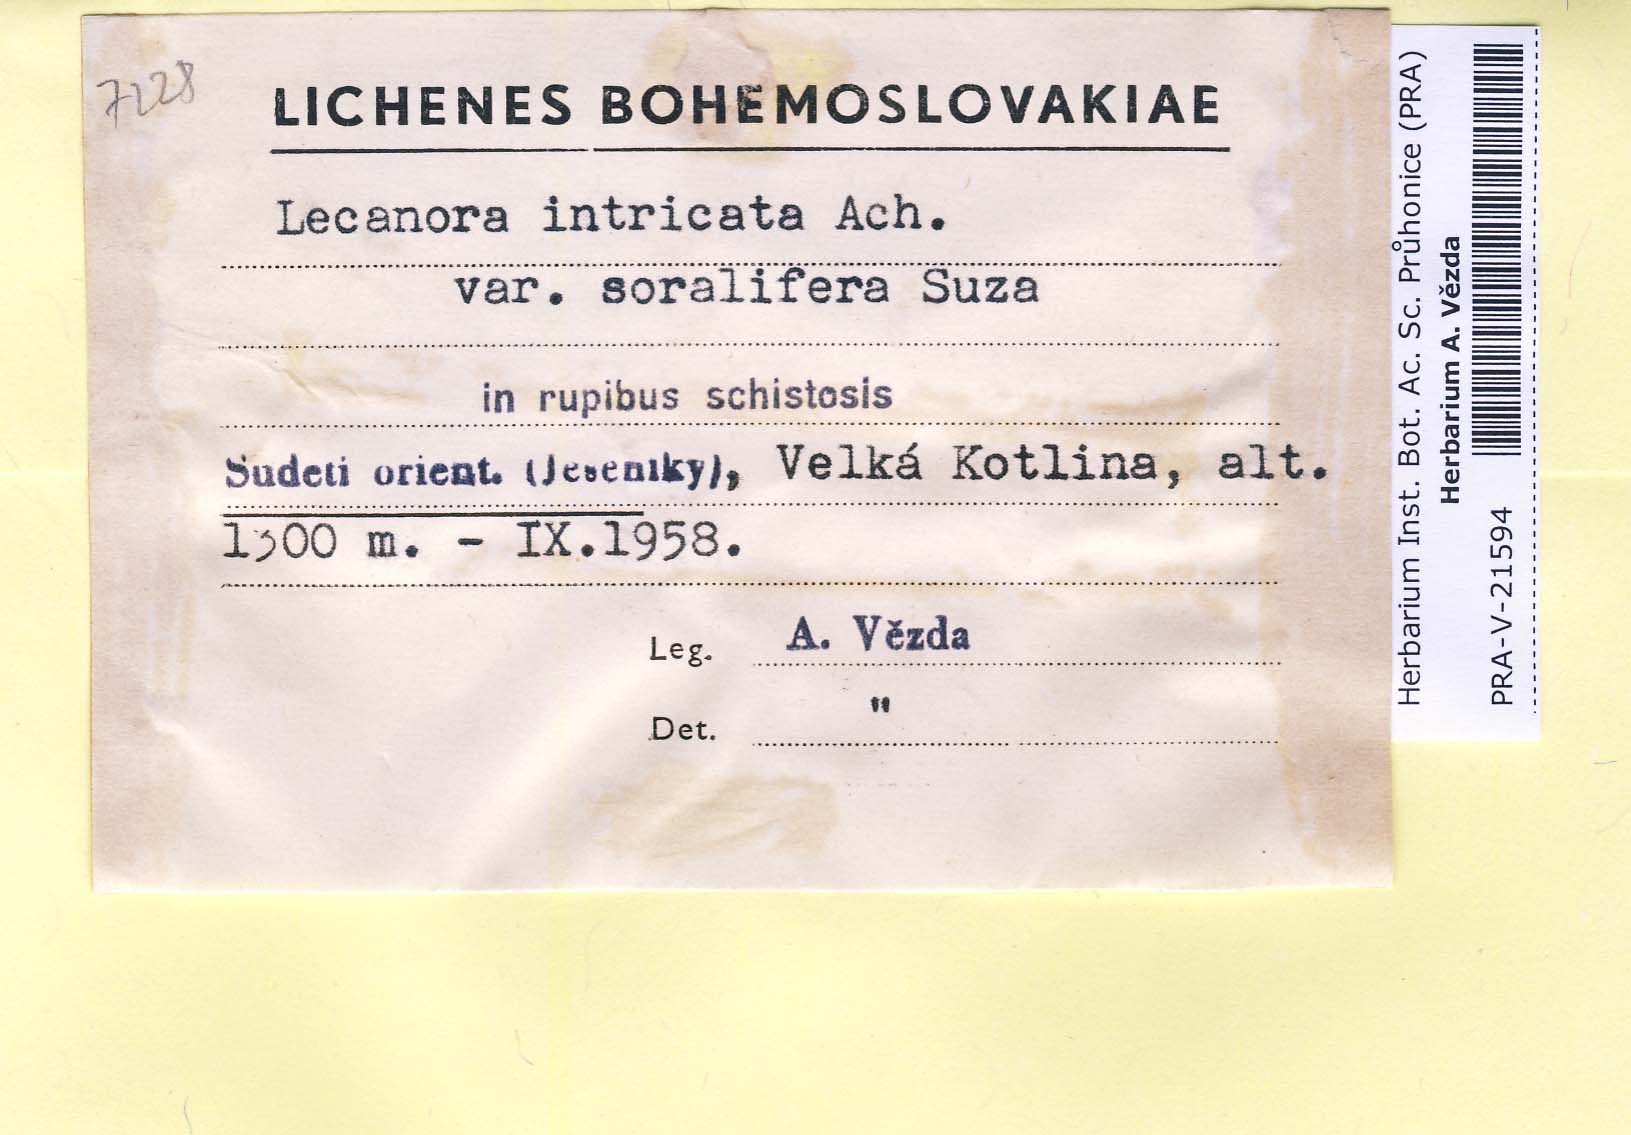 7228
LICHENES BOHEMOSLOVAKIAE
Lecanora intricata Ach.
var. soralifera Suza
in rupibus schistosis
Sudeti orient. (Jeseníky), Velká Kotlina, alt.
1300 m. - IX.1958.
Leg. A. Vězda
Det. "
Herbarium Inst. Bot. Ac. Sc. Průhonice (PRA)
Herbarium A. Vězda
PRA-V-21594